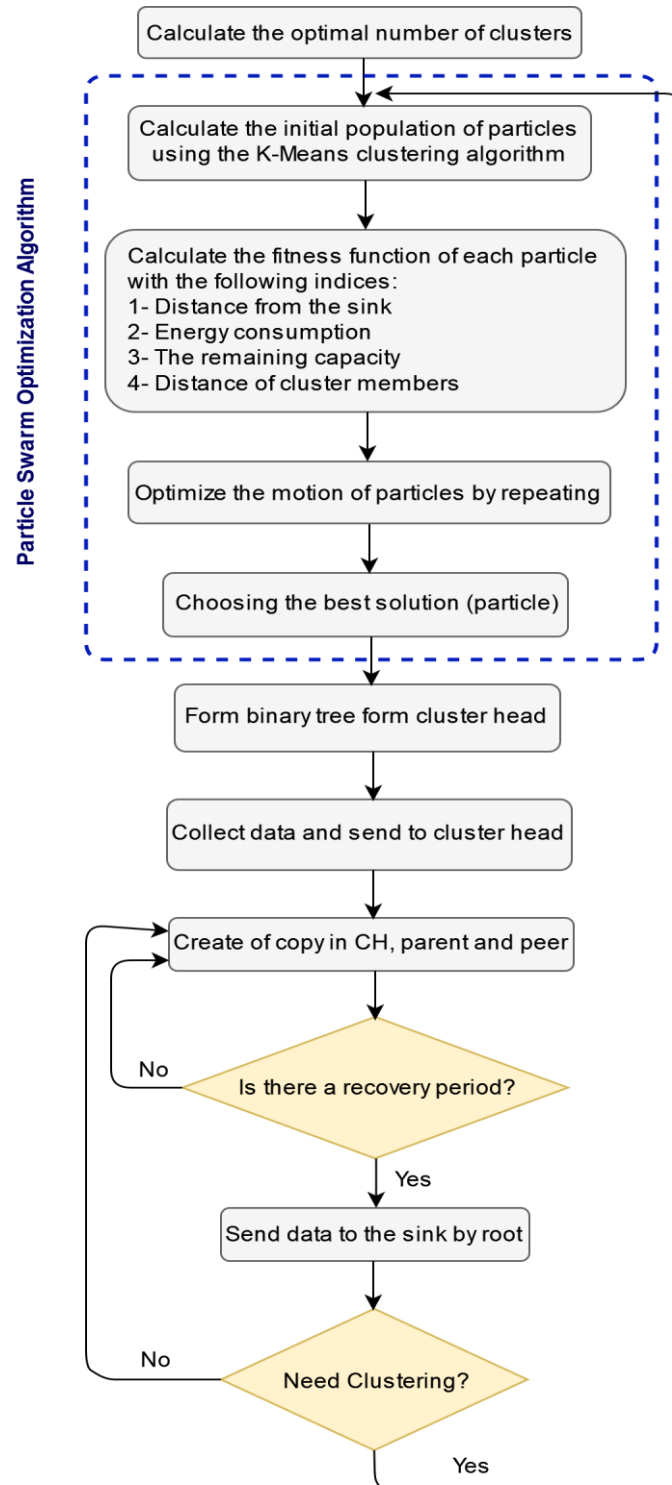 Calculate the optimal number of clusters
Particle Swarm Optimization Algorithm
Calculate the initial population of particles
using the K-Means clustering algorithm
Calculate the fitness function of each particle
with the following indices:
1- Distance from the sink
2- Energy consumption
3- The remaining capacity
4- Distance of cluster members
Optimize the motion of particles by repeating
Choosing the best solution (particle)
Form binary tree form cluster head
Collect data and send to cluster head
Create of copy in CH, parent and peer
No
Is there a recovery period?
Yes
Send data to the sink by root
No
Need Clustering?
Yes